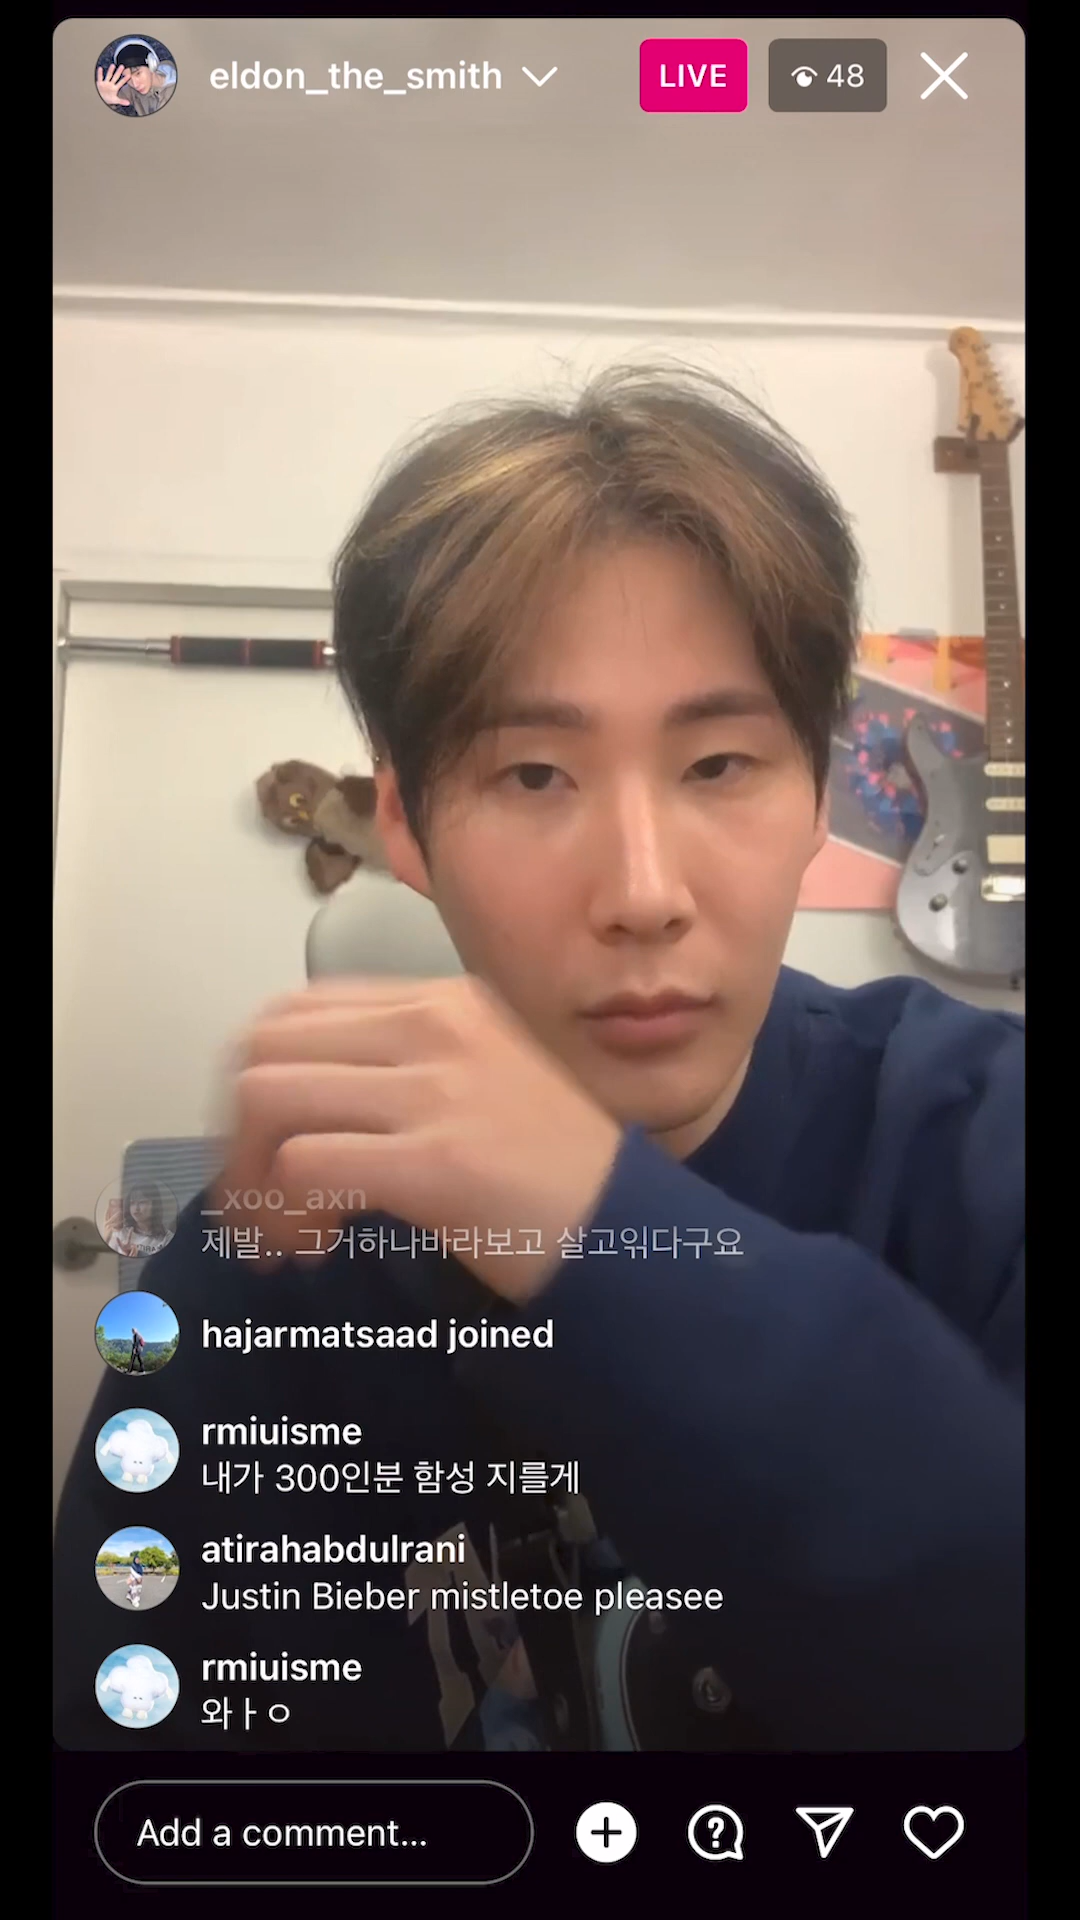 eldon_the_smith
LIVE
48
_xoo_axn
제발.. 그거하나바라보고 살고읶다구요
hajarmatsaad joined
rmiuisme
내가 300인분 함성 지를게
atirahabdulrani
Justin Bieber mistletoe pleasee
rmiuisme
와ㅏㅇ
Add a comment...